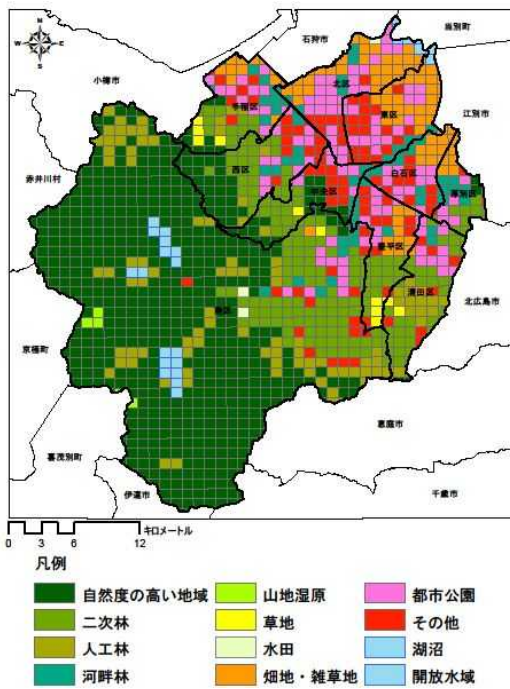 N
W
E
S
石狩市
当別町
小樽市
北区
手稲区
東区
江別市
赤井川村
西区
白石区
中央区
厚別区
豊平区
清田区
南区
北広島市
京極町
恵庭市
喜茂別町
伊達市
千歳市
キロメートル
0 3 6 12
凡例
自然度の高い地域
山地湿原
都市公園
二次林
草地
その他
人工林
水田
湖沼
河畔林
畑地・雑草地
開放水域